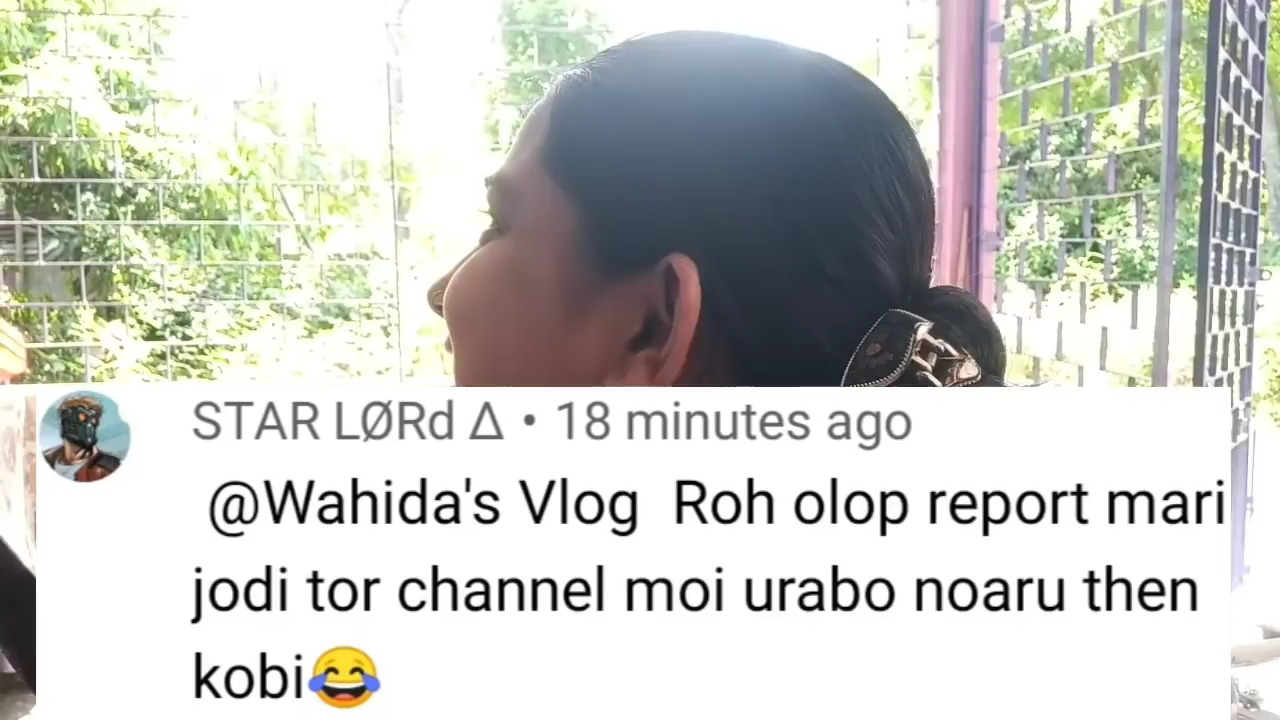 STAR LØRd Δ • 18 minutes ago
@Wahida's Vlog Roh olop report mari
jodi tor channel moi urabo noaru then
kobi😂